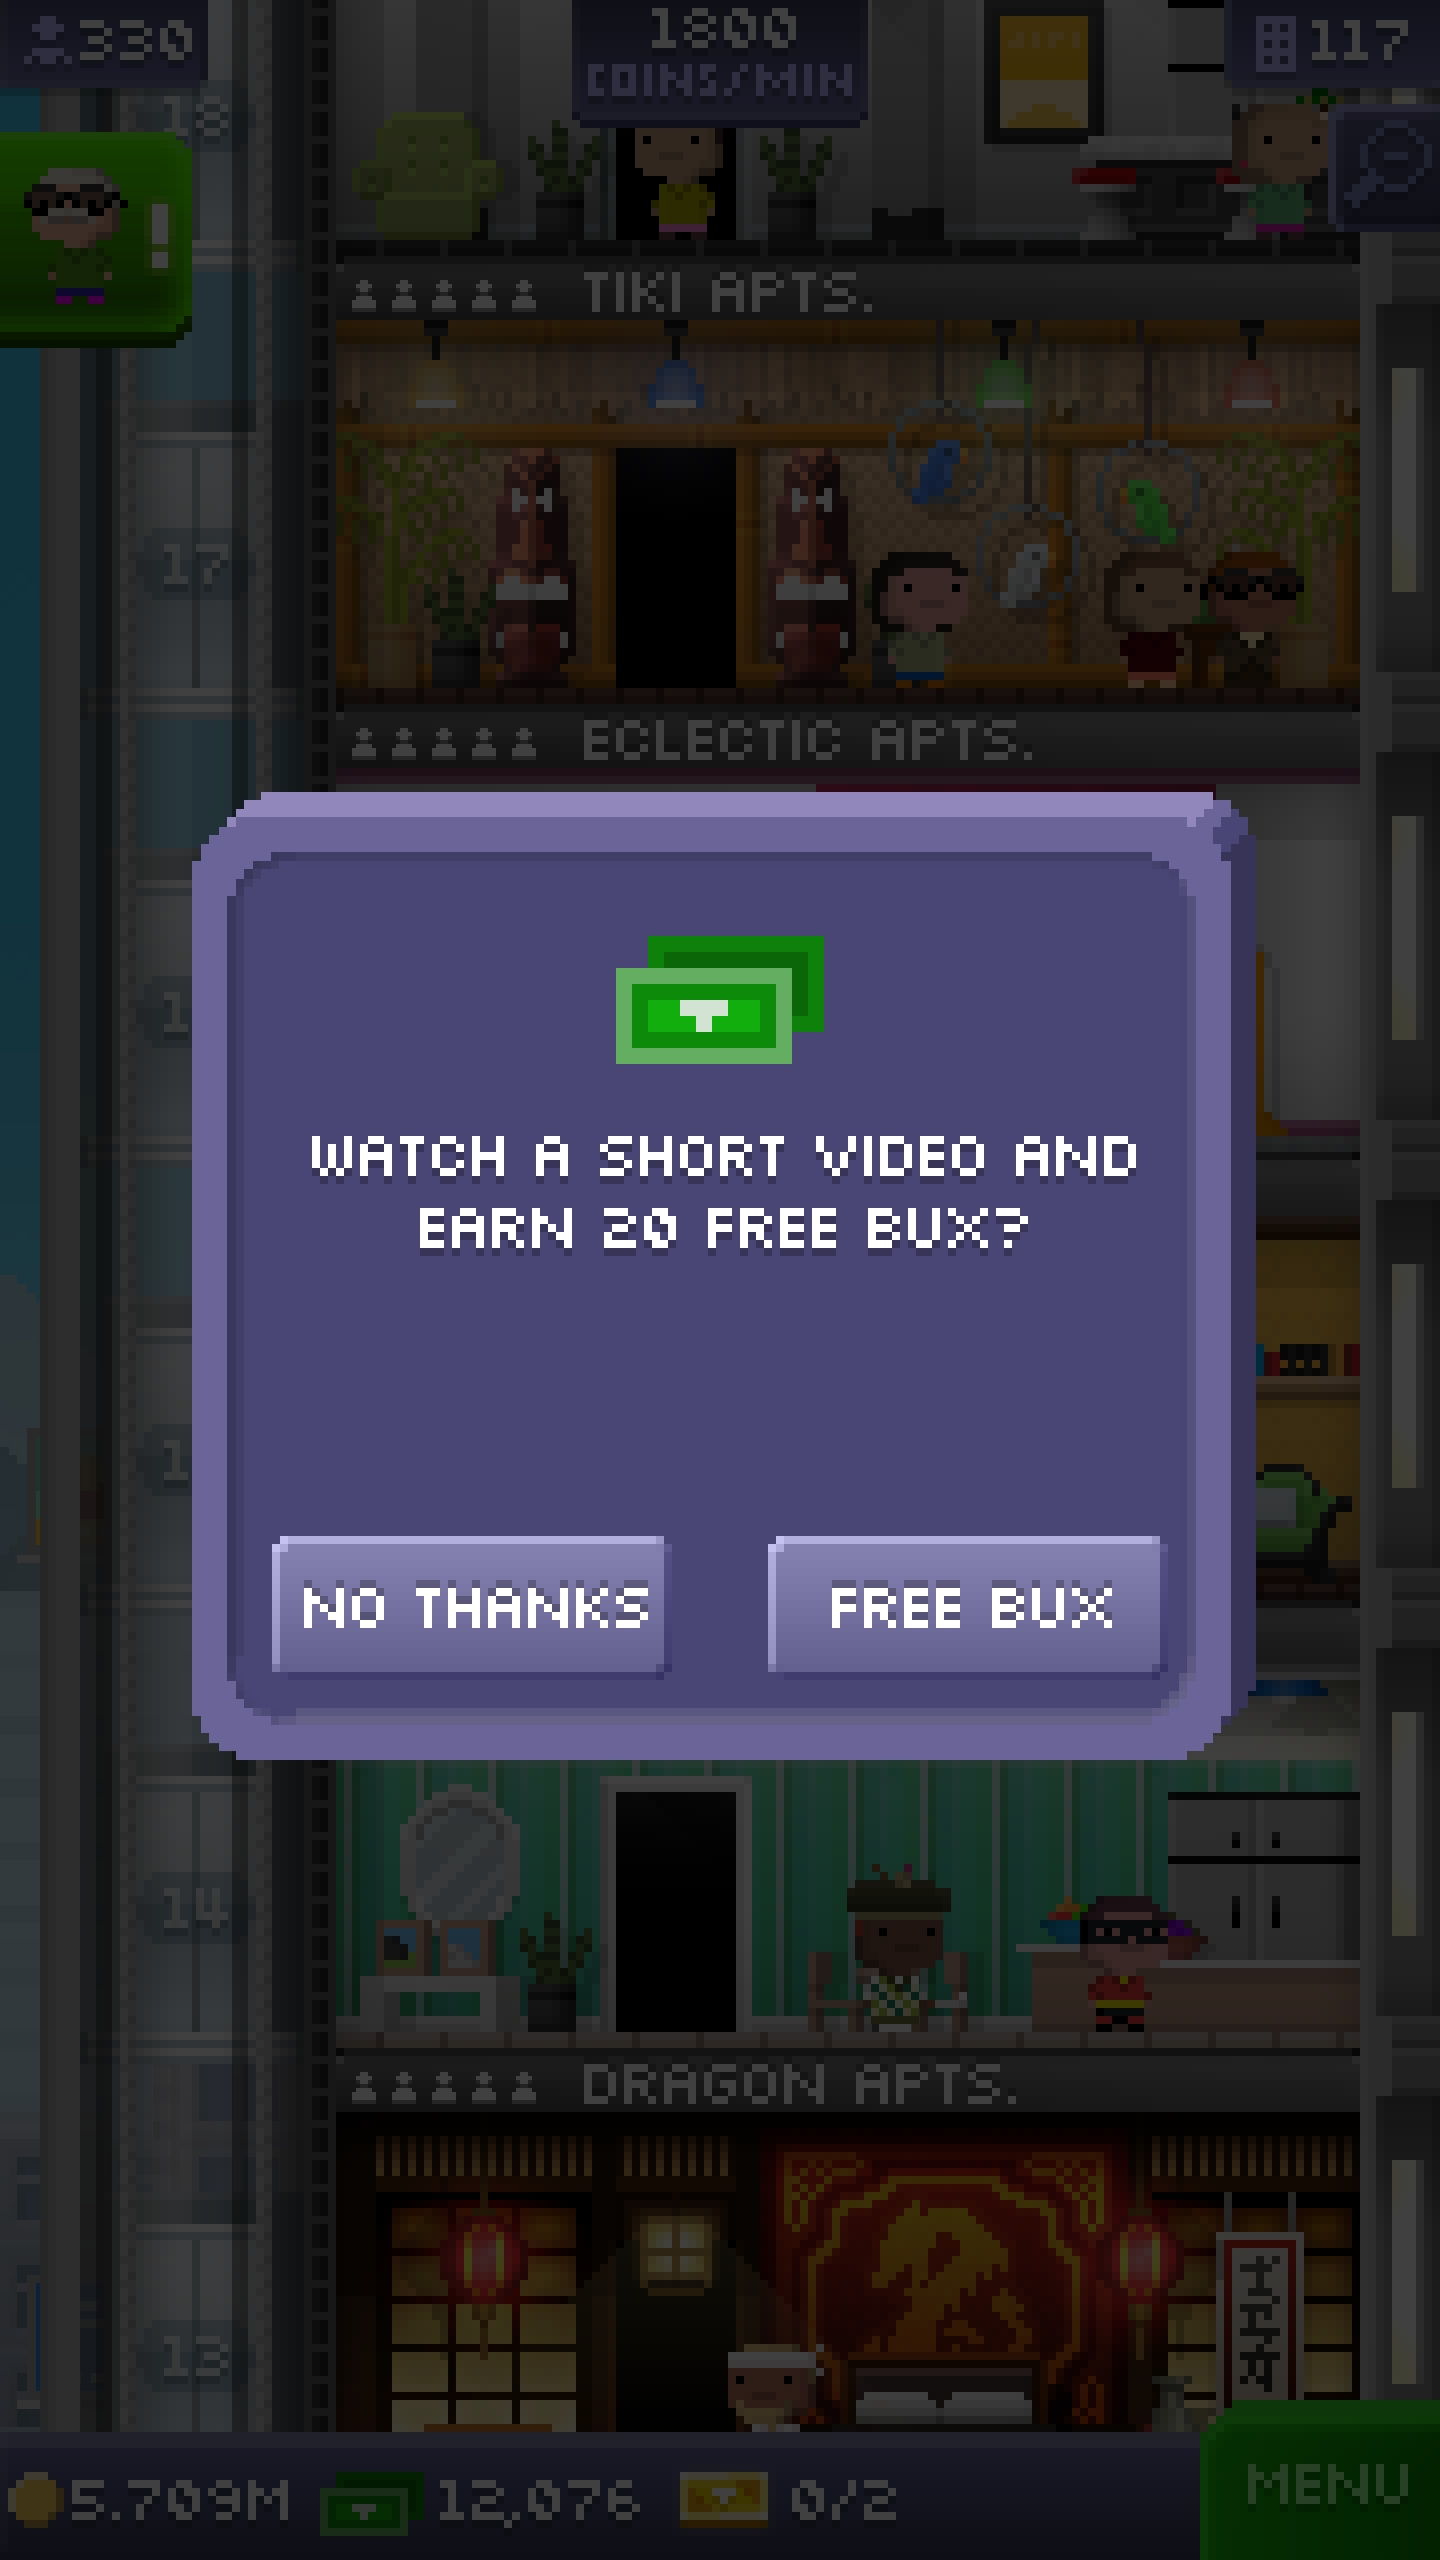 330
1800
COINS/MIN
117
18
TIKI APTS.
17
ECLECTIC APTS.
WATCH A SHORT VIDEO AND
EARN 20 FREE BUX?
NO THANKS
FREE BUX
14
DRAGON APTS.
13
5.709M
12,076
0/2
MENU